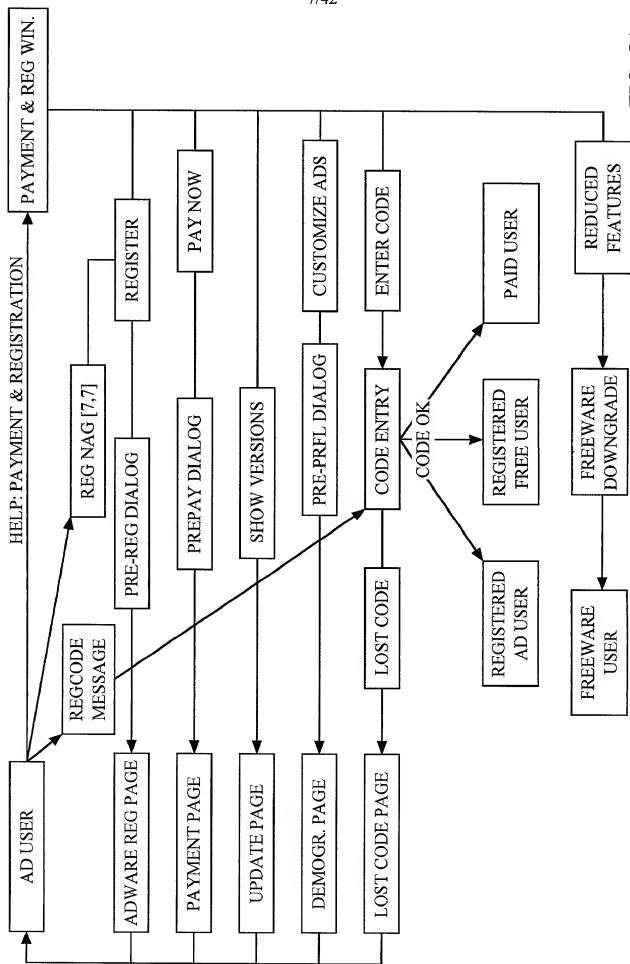 7/42
AD USER
HELP: PAYMENT & REGISTRATION
PAYMENT & REG WIN.
REGCODE
MESSAGE
REG NAG [7,7]
ADWARE REG PAGE
PRE-REG DIALOG
REGISTER
PAYMENT PAGE
PREPAY DIALOG
PAY NOW
UPDATE PAGE
SHOW VERSIONS
DEMOGR. PAGE
PRE-PRFL DIALOG
CUSTOMIZE ADS
LOST CODE PAGE
LOST CODE
CODE ENTRY
ENTER CODE
CODE OK
REGISTERED
AD USER
REGISTERED
FREE USER
PAID USER
FREEWARE
USER
FREEWARE
DOWNGRADE
REDUCED
FEATURES